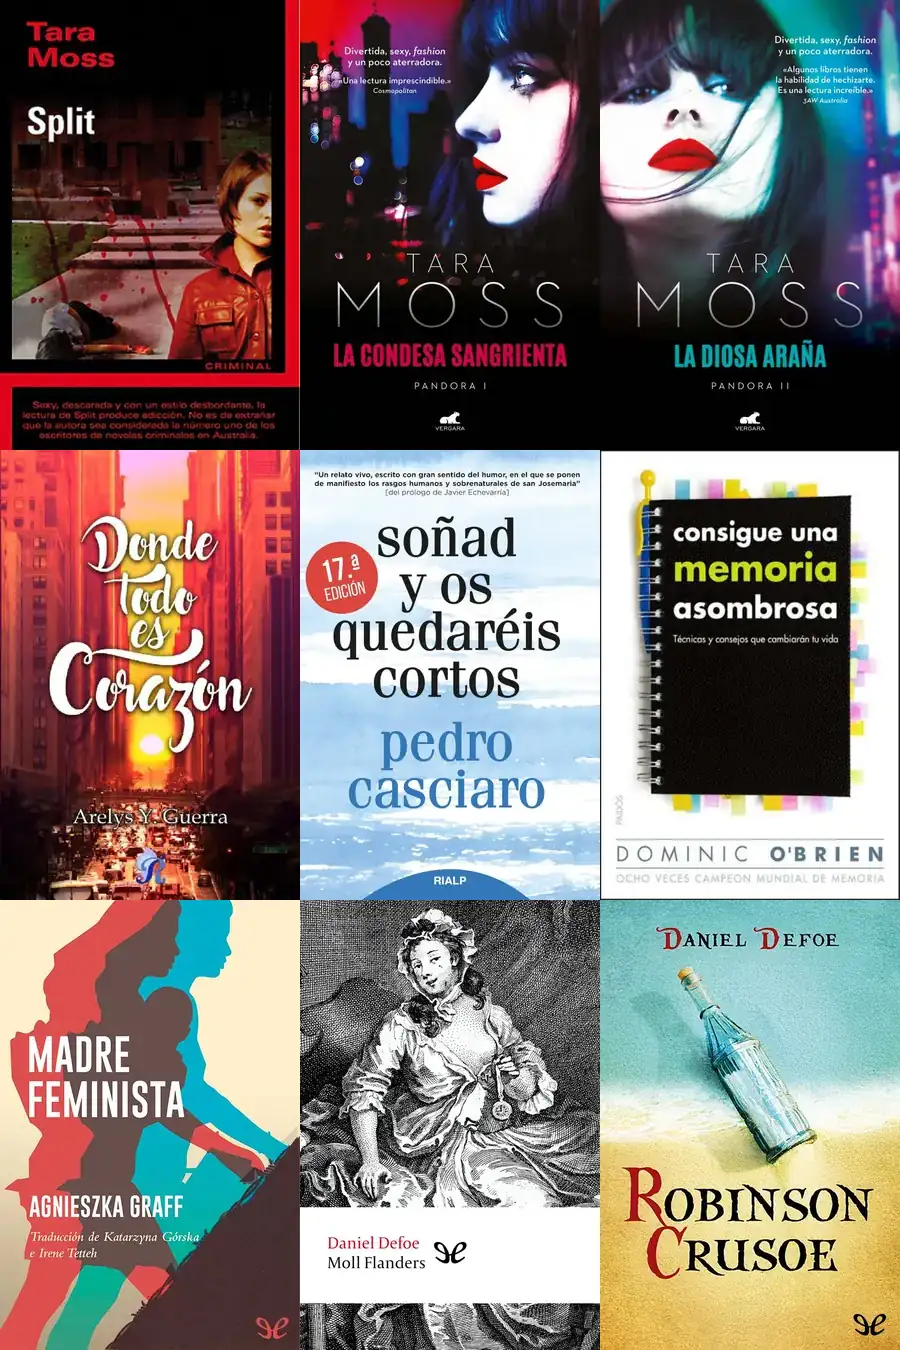 Tara
Moss
Split
CRIMINAL
Sexy, descarada y con un estilo desbordante, la
lectura de Split produce adicción. No es de extrañar
que la autora sea considerada la número uno de las
escritores de novelas criminales en Australia.
Divertida, sexy, fashion
y un poco aterradora.
«Una lectura imprescindible.»
Cosmopolitan
TARA
MOSS
LA CONDESA SANGRIENTA
PANDORA I
VERGARA
Divertida, sexy, fashion
y un poco aterradora.
«Algunos libros tienen
la habilidad de hechizarte.
Es una lectura increíble.»
3AW Australia
TARA
MOSS
LA DIOSA ARAÑA
PANDORA II
VERGARA
Donde
Todo
es
Corazón
Arelys Y. Guerra
"Un relato vivo, escrito con gran sentido del humor, en el que se ponen
de manifiesto los rasgos humanos y sobrenaturales de san Josemaría"
[del prólogo de Javier Echevarría]
17.ª
EDICIÓN
soñad
y os
quedaréis
cortos
pedro
casciaro
RIALP
consigue una
memoria
asombrosa
Técnicas y consejos que cambiarán tu vida
PAIDÓS
DOMINIC O'BRIEN
OCHO VECES CAMPEÓN MUNDIAL DE MEMORIA
MADRE
FEMINISTA
AGNIESZKA GRAFF
Traducción de Katarzyna Górska
e Irene Tetteh
Daniel Defoe
Moll Flanders
DANIEL DEFOE
ROBINSON
CRUSOE